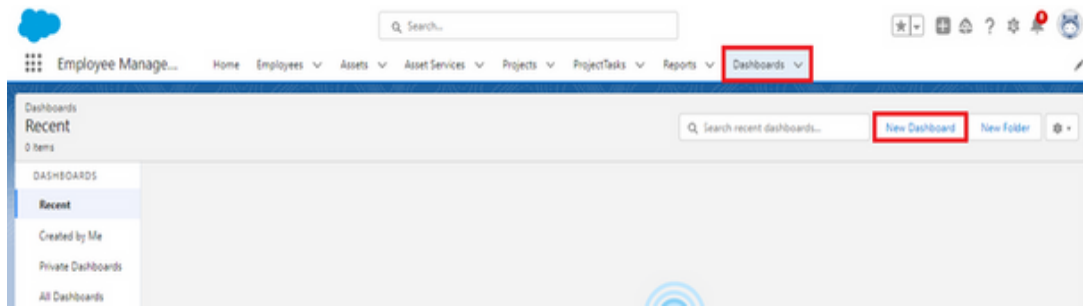 Search...
Employee Manage... Home Employees Assets Asset Services Projects ProjectTasks Reports Dashboards
Dashboards
Recent
0 items
Search recent dashboards... New Dashboard New Folder
DASHBOARDS
Recent
Created by Me
Private Dashboards
All Dashboards